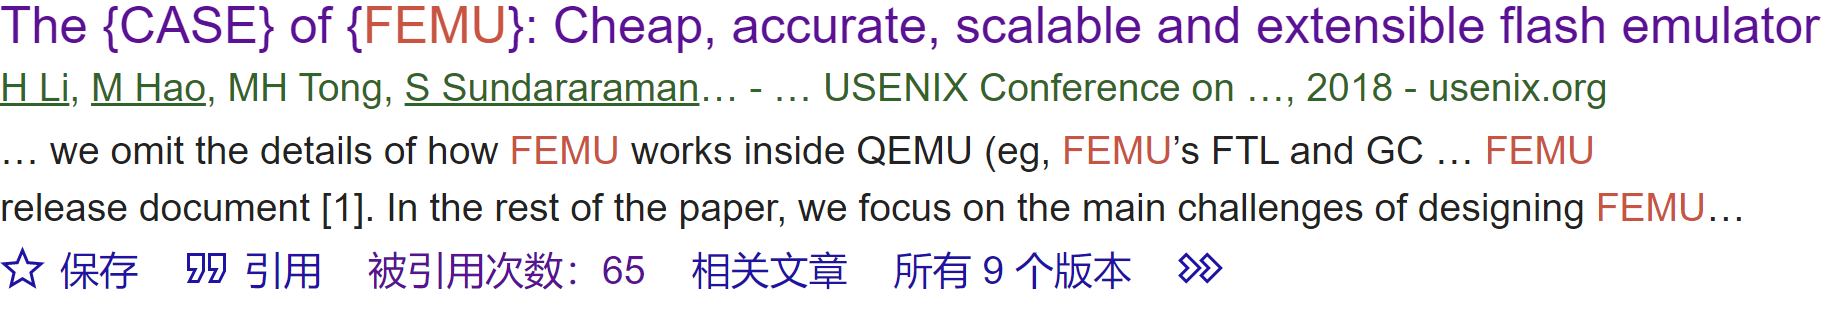 The {CASE} of {FEMU}: Cheap, accurate, scalable and extensible flash emulator
H Li, M Hao, MH Tong, S Sundararaman… - … USENIX Conference on …, 2018 - usenix.org
… we omit the details of how FEMU works inside QEMU (eg, FEMU’s FTL and GC … FEMU
release document [1]. In the rest of the paper, we focus on the main challenges of designing FEMU…
保存 引用 被引用次数：65 相关文章 所有 9 个版本